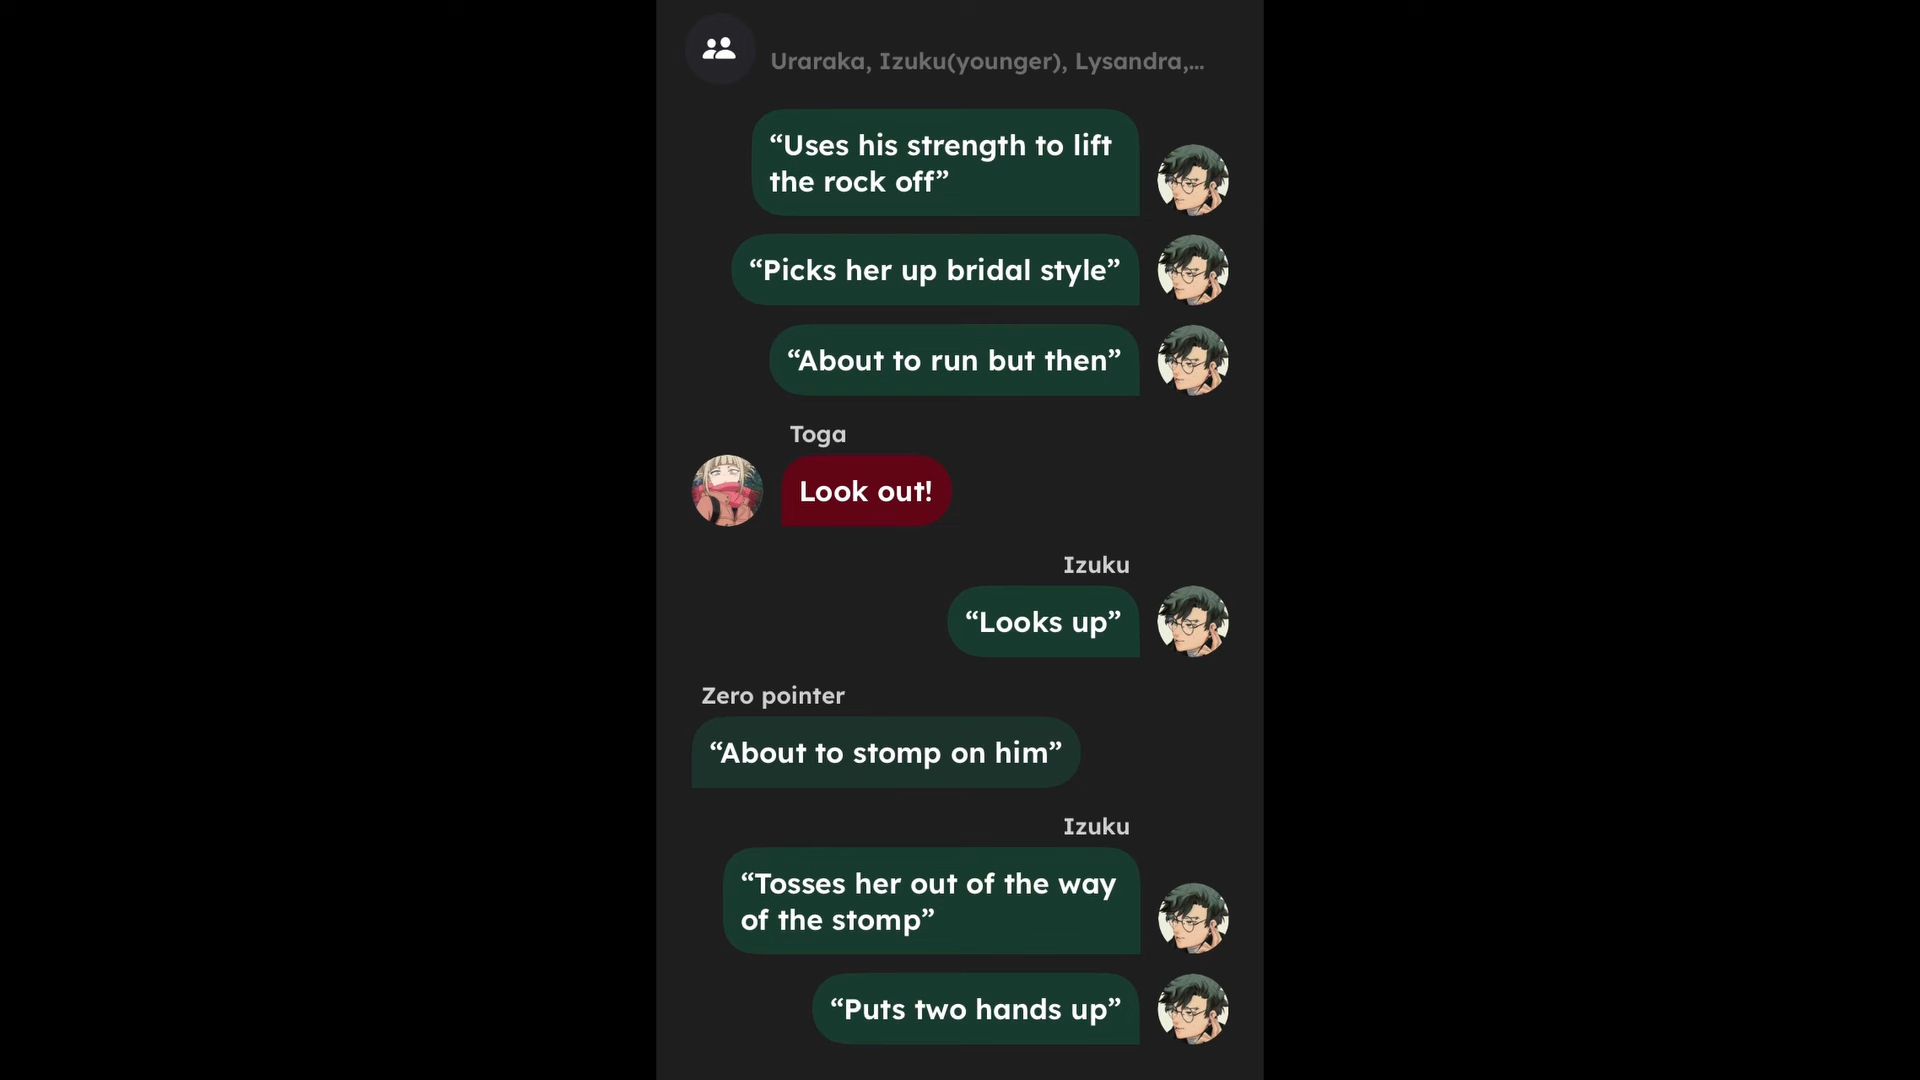 Uraraka, Izuku(younger), Lysandra,...
“Uses his strength to lift
the rock off”
“Picks her up bridal style”
“About to run but then”
Toga
Look out!
Izuku
“Looks up”
Zero pointer
“About to stomp on him”
Izuku
“Tosses her out of the way
of the stomp”
“Puts two hands up”